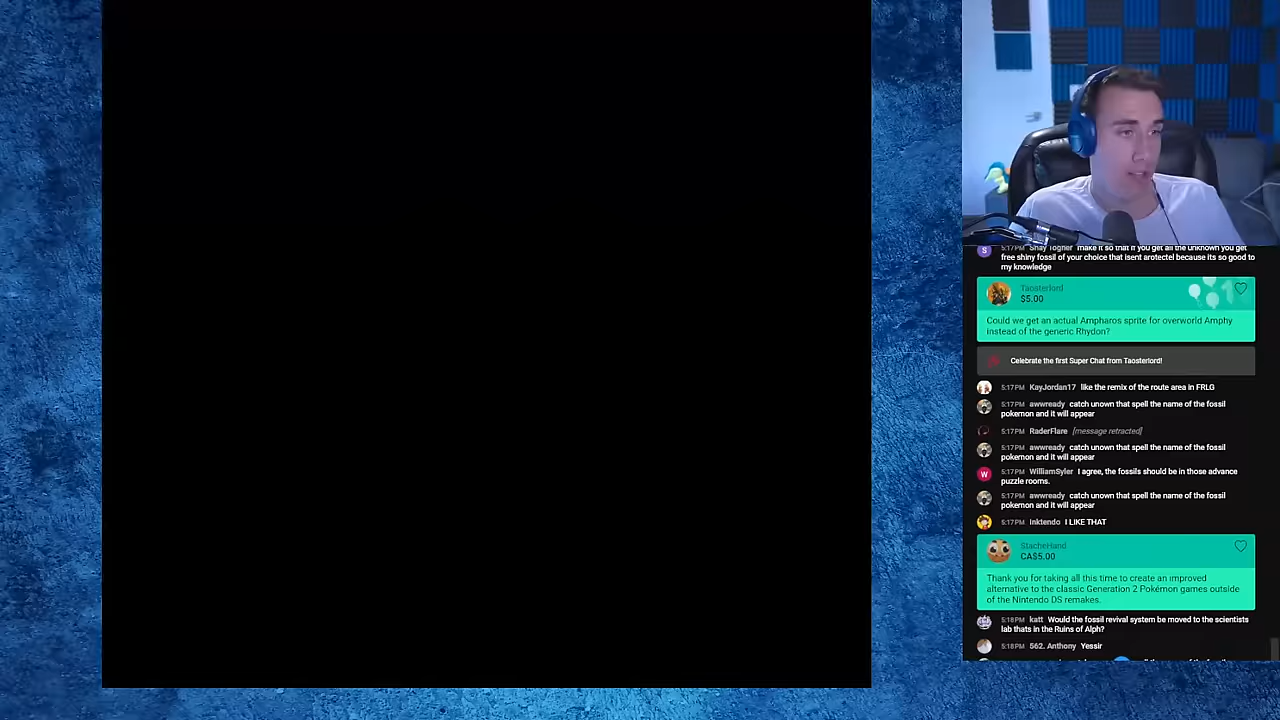 S 5:17PM Shay Togher make it so that if you get all the unknown you get
free shiny fossil of your choice that isent arotectel because its so good to
my knowledge
Taosterlord
$5.00
Could we get an actual Ampharos sprite for overworld Amphy
instead of the generic Rhydon?
Celebrate the first Super Chat from Taosterlord!
5:17PM KayJordan17 like the remix of the route area in FRLG
5:17PM awwready catch unown that spell the name of the fossil
pokemon and it will appear
5:17PM RaderFlare [message retracted]
5:17PM awwready catch unown that spell the name of the fossil
pokemon and it will appear
W 5:17PM WilliamSyler I agree, the fossils should be in those advance
puzzle rooms.
5:17PM awwready catch unown that spell the name of the fossil
pokemon and it will appear
5:17PM Inktendo I LIKE THAT
StacheHand
CA$5.00
Thank you for taking all this time to create an improved
alternative to the classic Generation 2 Pokémon games outside
of the Nintendo DS remakes.
5:18PM katt Would the fossil revival system be moved to the scientists
lab thats in the Ruins of Alph?
5:18PM 562. Anthony Yessir